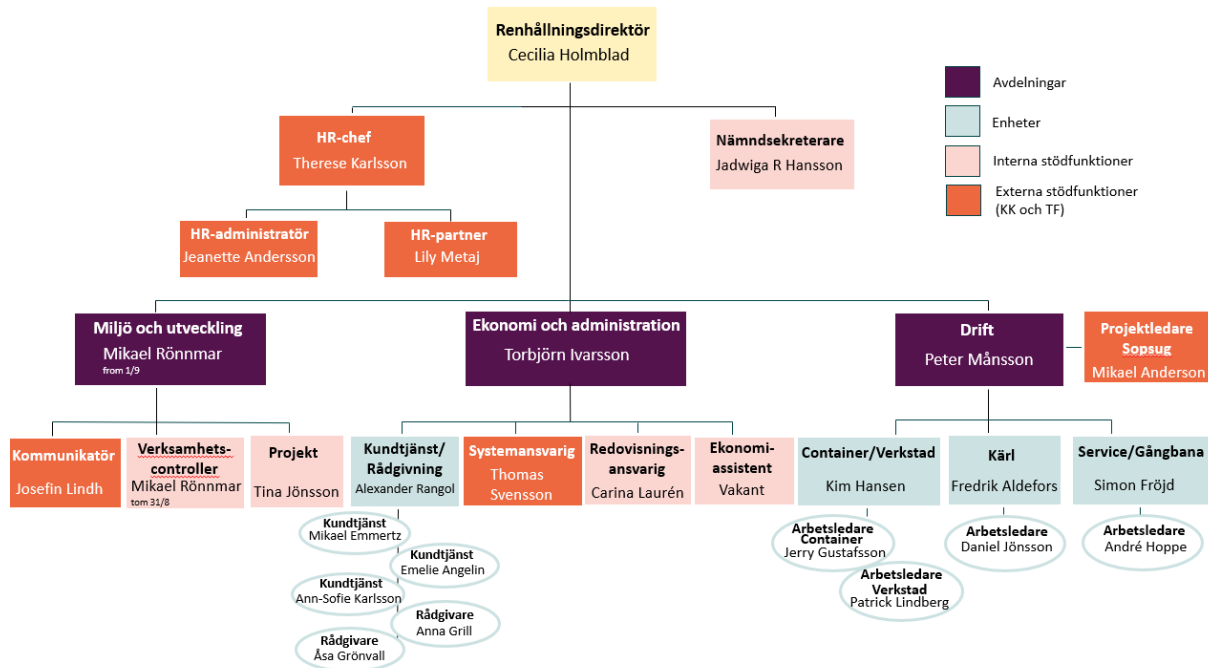 Renhållningsdirektör
Cecilia Holmblad
Avdelningar
Enheter
Interna stödfunktioner
Externa stödfunktioner
(KK och TF)
HR-chef
Therese Karlsson
Nämndsekreterare
Jadwiga R Hansson
HR-administratör
Jeanette Andersson
HR-partner
Lily Metaj
Miljö och utveckling
Mikael Rönnmar
from 1/9
Ekonomi och administration
Torbjörn Ivarsson
Drift
Peter Månsson
Projektledare
Sopsug
Mikael Anderson
Kommunikatör
Josefin Lindh
Verksamhets-
controller
Mikael Rönnmar
tom 31/8
Projekt
Tina Jönsson
Kundtjänst/
Rådgivning
Alexander Rangol
Systemansvarig
Thomas
Svensson
Redovisnings-
ansvarig
Carina Laurén
Ekonomi-
assistent
Vakant
Container/Verkstad
Kim Hansen
Kärl
Fredrik Aldefors
Service/Gångbana
Simon Fröjd
Kundtjänst
Mikael Emmertz
Kundtjänst
Emelie Angelin
Kundtjänst
Ann-Sofie Karlsson
Rådgivare
Anna Grill
Rådgivare
Åsa Grönvall
Arbetsledare
Container
Jerry Gustafsson
Arbetsledare
Verkstad
Patrick Lindberg
Arbetsledare
Daniel Jönsson
Arbetsledare
André Hoppe